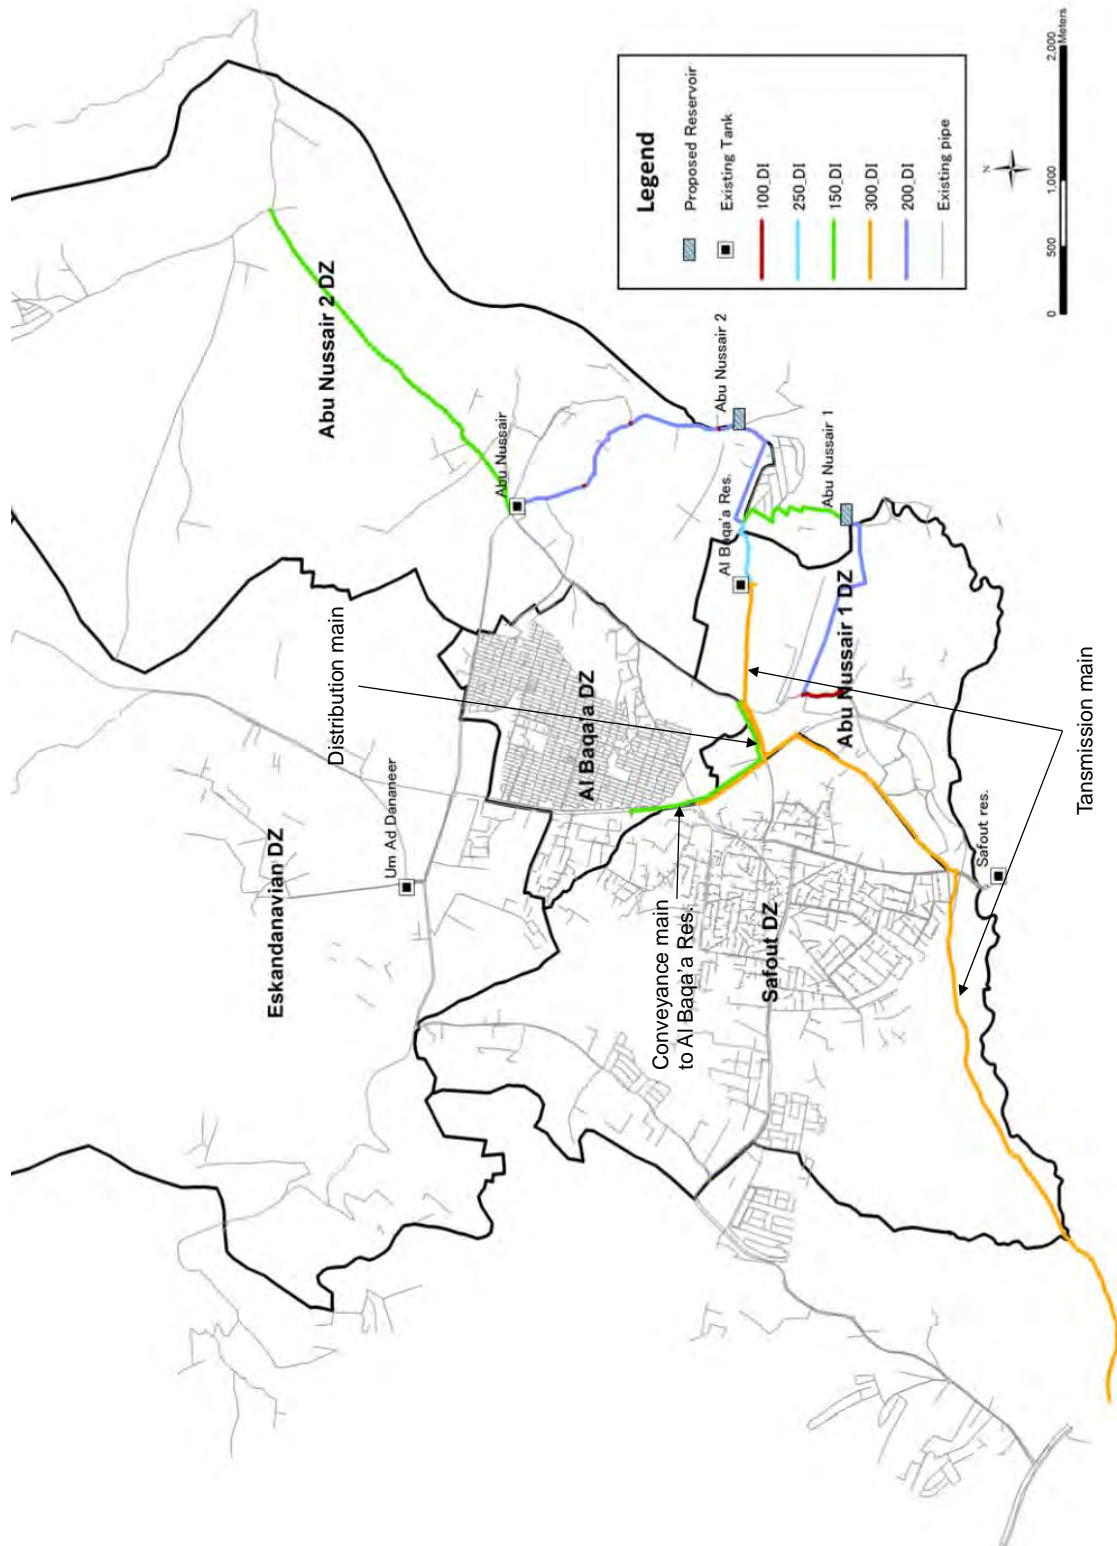 Abu Nussair 2 DZ
Abu Nussair
Abu Nussair 2
Al Baqa'a Res.
Abu Nussair 1
Abu Nussair 1 DZ
Distribution main
Al Baqa'a DZ
Um Ad Dananeer
Eskandanavian DZ
Conveyance main
to Al Baqa'a Res.
Safout DZ
Safout res.
Tansmission main
Legend
Proposed Reservoir
Existing Tank
100_DI
250_DI
150_DI
300_DI
200_DI
Existing pipe
N
0 500 1,000 2,000
Meters